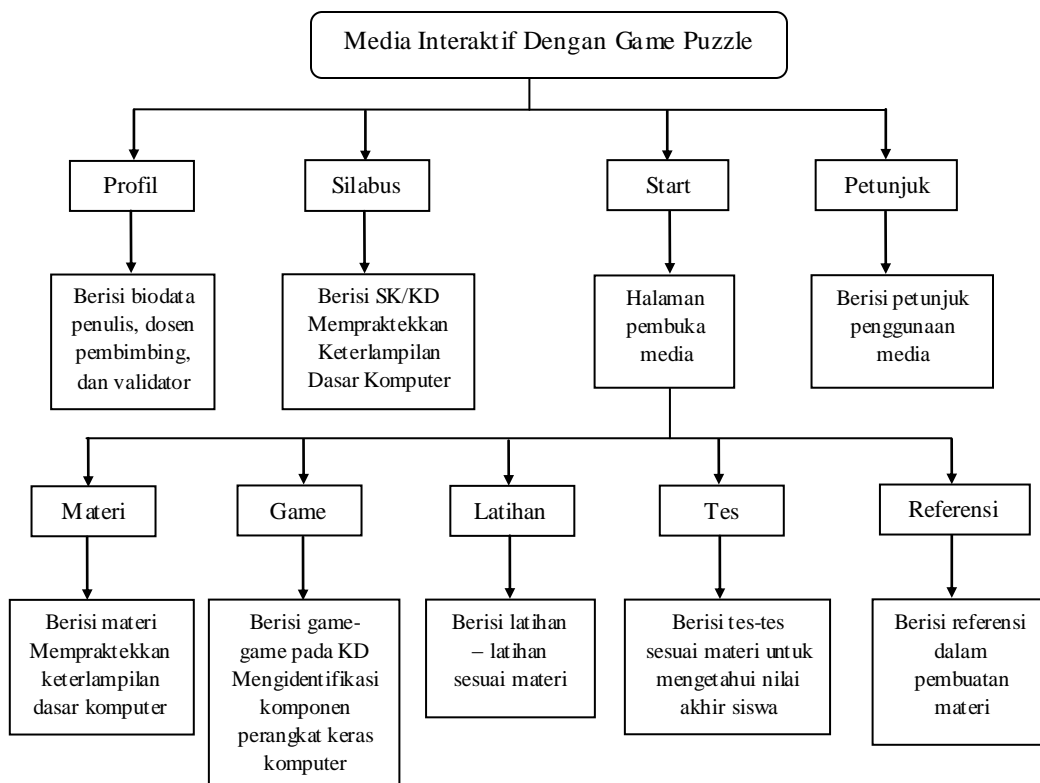 Media Interaktif Dengan Game Puzzle
Profil
Silabus
Start
Petunjuk
Berisi biodata
penulis, dosen
pembimbing,
dan validator
Berisi SK/KD
Mempraktekkan
Keterlampilan
Dasar Komputer
Halaman
pembuka
media
Berisi petunjuk
penggunaan
media
Materi
Game
Latihan
Tes
Referensi
Berisi materi
Mempraktekkan
keterlampilan
dasar komputer
Berisi game-
game pada KD
Mengidentifikasi
komponen
perangkat keras
komputer
Berisi latihan
– latihan
sesuai materi
Berisi tes-tes
sesuai materi untuk
mengetahui nilai
akhir siswa
Berisi referensi
dalam
pembuatan
materi